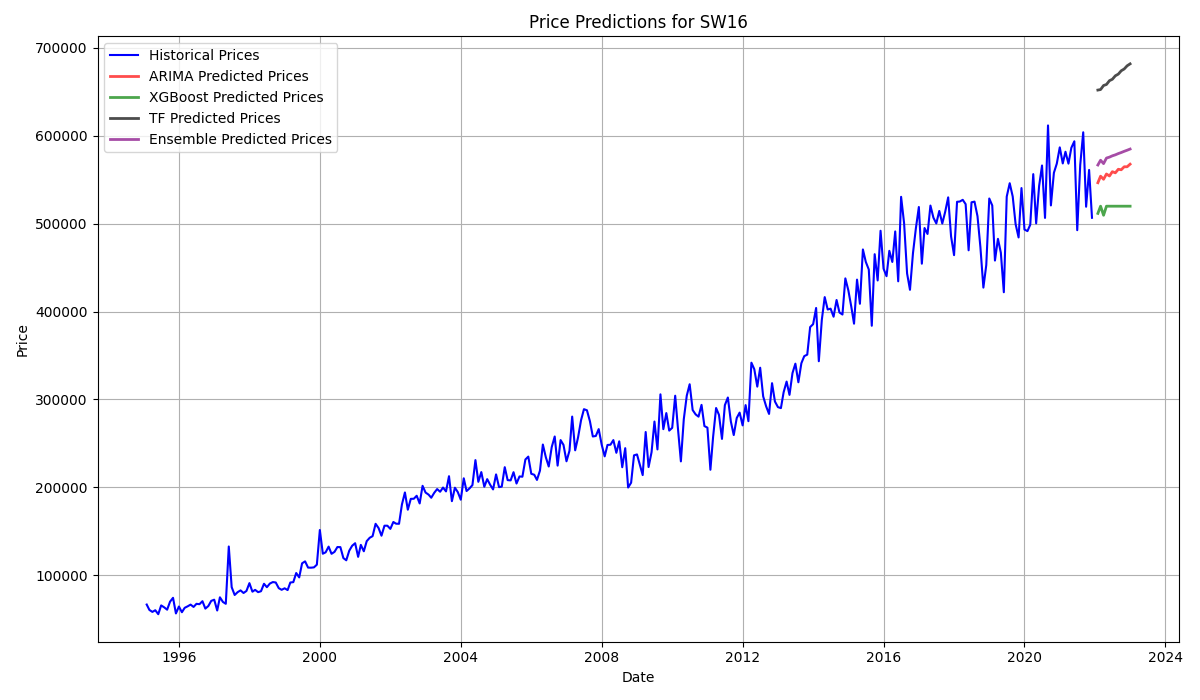 Price Predictions for SW16
Historical Prices
ARIMA Predicted Prices
XGBoost Predicted Prices
TF Predicted Prices
Ensemble Predicted Prices
700000
600000
500000
400000
300000
200000
100000
Price
1996 2000 2004 2008 2012 2016 2020 2024
Date